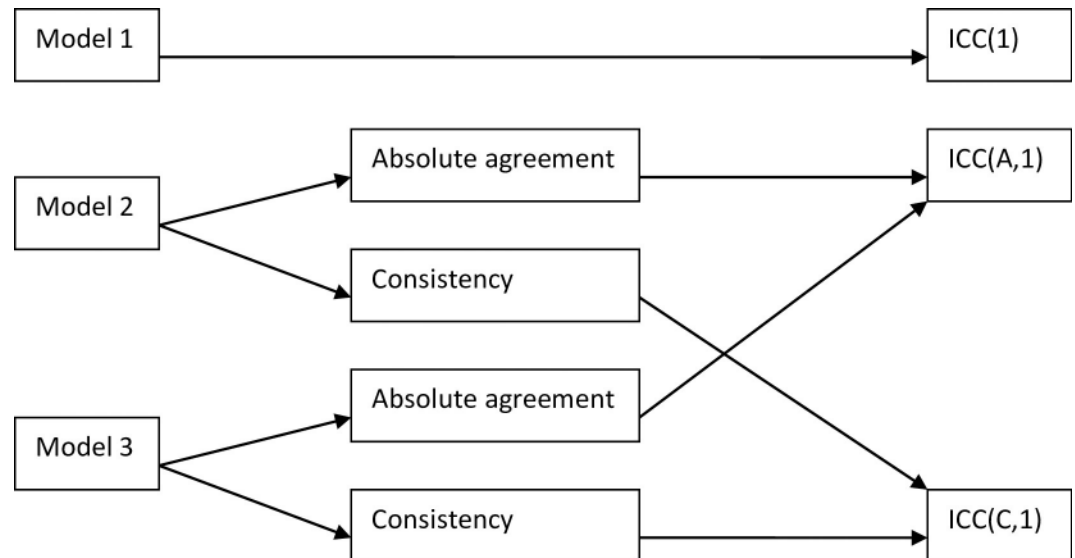 Model 1
ICC(1)
Absolute agreement
ICC(A,1)
Model 2
Consistency
Absolute agreement
Model 3
Consistency
ICC(C,1)